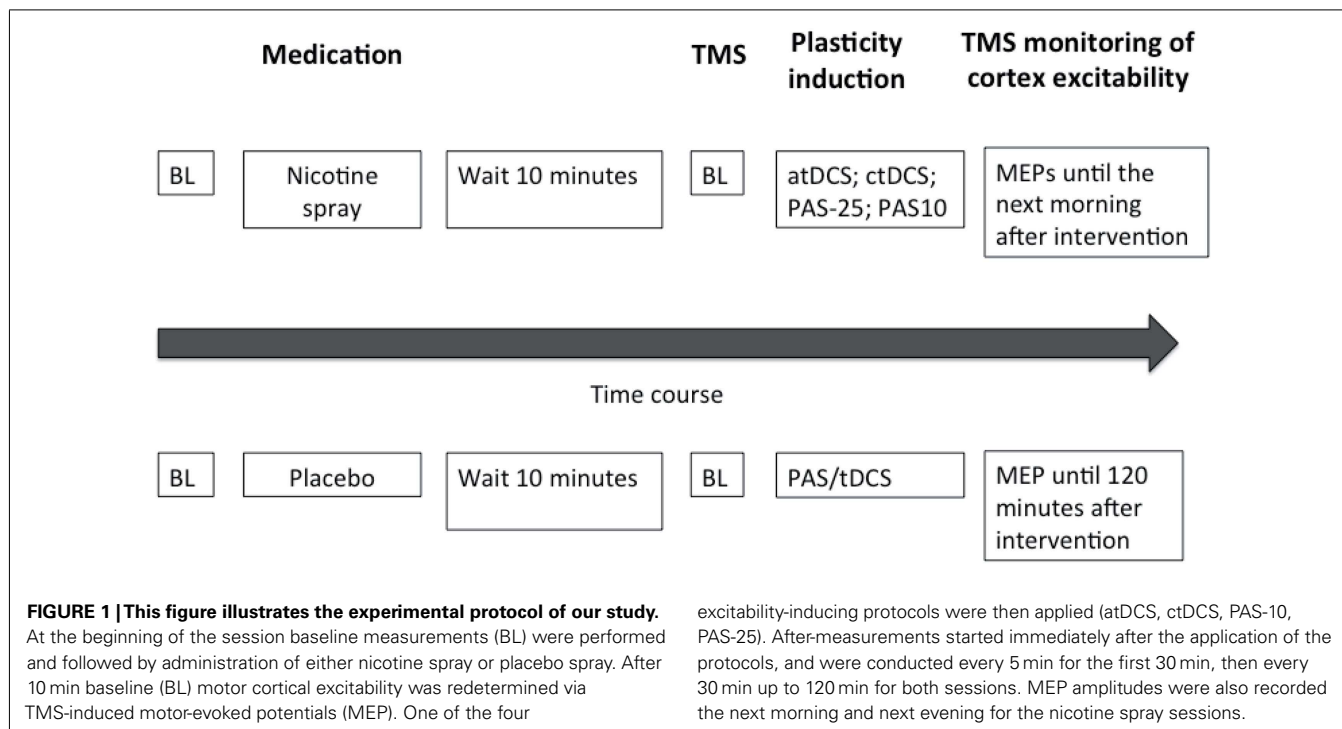 Medication
TMS
Plasticity
induction
TMS monitoring of
cortex excitability
BL
Nicotine
spray
Wait 10 minutes
BL
atDCS; ctDCS;
PAS-25; PAS10
MEPs until the
next morning
after intervention
Time course
BL
Placebo
Wait 10 minutes
BL
PAS/tDCS
MEP until 120
minutes after
intervention
FIGURE 1 | This figure illustrates the experimental protocol of our study.
At the beginning of the session baseline measurements (BL) were performed
and followed by administration of either nicotine spray or placebo spray. After
10 min baseline (BL) motor cortical excitability was redetermined via
TMS-induced motor-evoked potentials (MEP). One of the four
excitability-inducing protocols were then applied (atDCS, ctDCS, PAS-10,
PAS-25). After-measurements started immediately after the application of the
protocols, and were conducted every 5 min for the first 30 min, then every
30 min up to 120 min for both sessions. MEP amplitudes were also recorded
the next morning and next evening for the nicotine spray sessions.